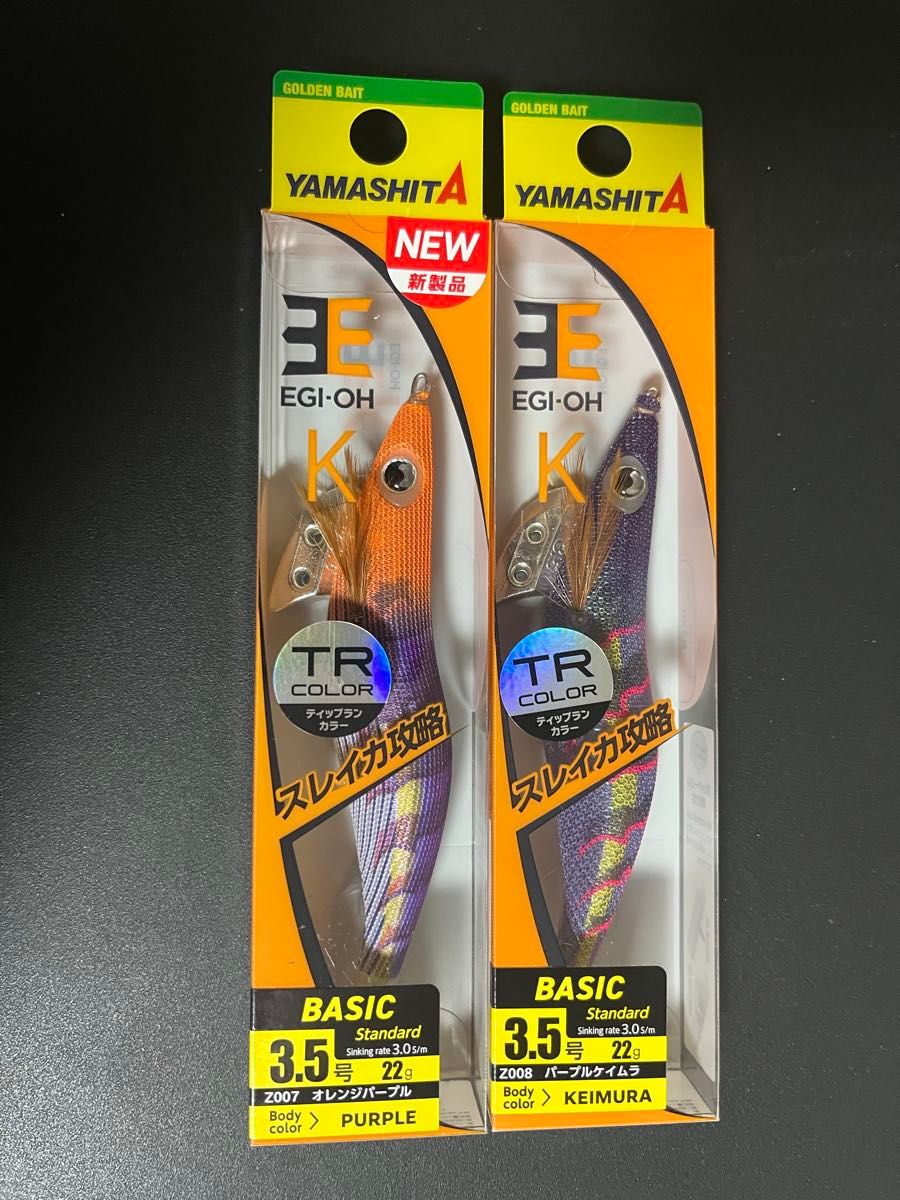 GOLDEN BAIT
YAMASHITA
NEW
新製品
EGI-OH
K
TR
COLOR
ティップラン
カラー
スレイカ攻略
BASIC
Standard
Sinking rate 3.0 s/m
3.5号 22g
Z007 オレンジパープル
Body
color > PURPLE
GOLDEN BAIT
YAMASHITA
EGI-OH
K
TR
COLOR
ティップラン
カラー
スレイカ攻略
BASIC
Standard
Sinking rate 3.0 s/m
3.5号 22g
Z008 パープルケイムラ
Body
color > KEIMURA